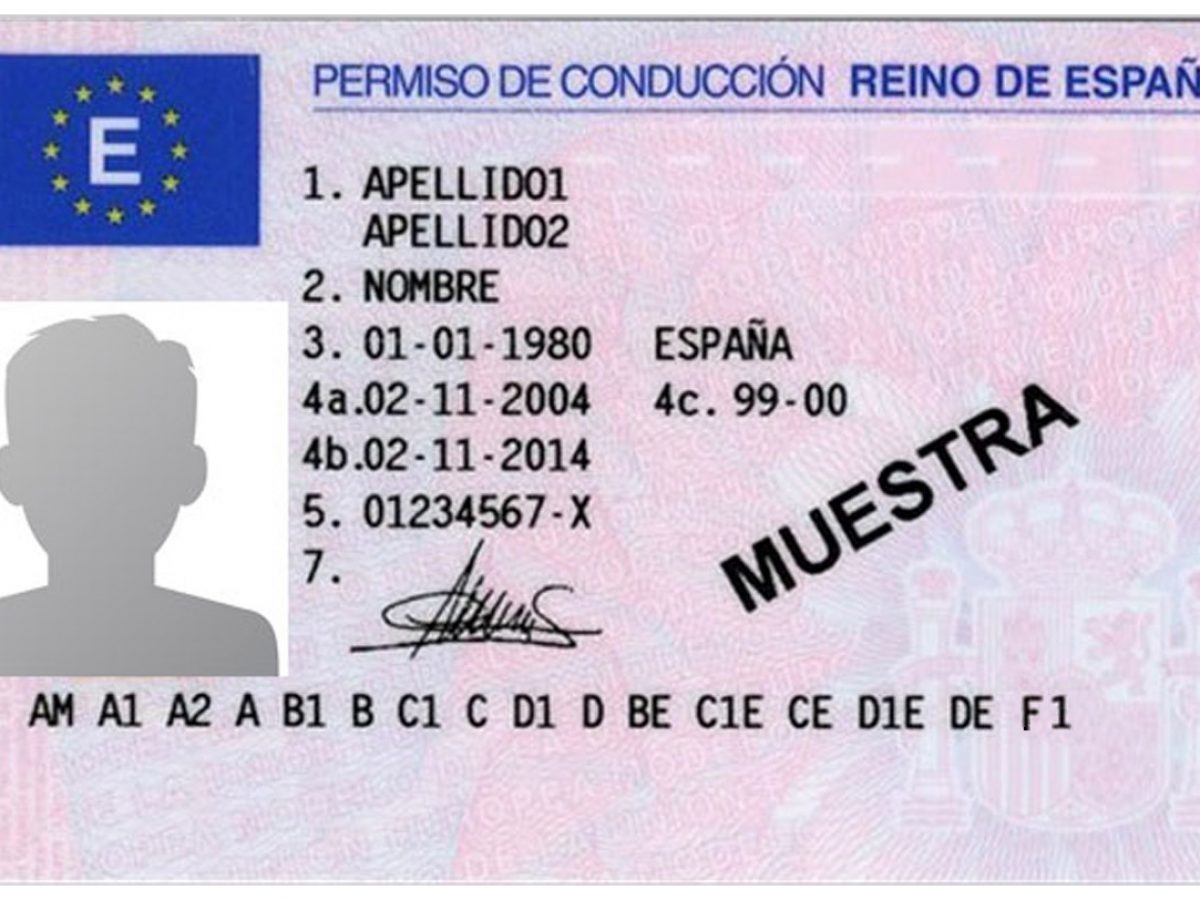 E
PERMISO DE CONDUCCIÓN REINO DE ESPAÑ
1. APELLIDO1
APELLIDO2
2. NOMBRE
3. 01-01-1980 ESPAÑA
4a.02-11-2004 4c. 99-00
4b.02-11-2014
5. 01234567-X
7.
MUESTRA
AM A1 A2 A B1 B C1 C D1 D BE C1E CE D1E DE F1